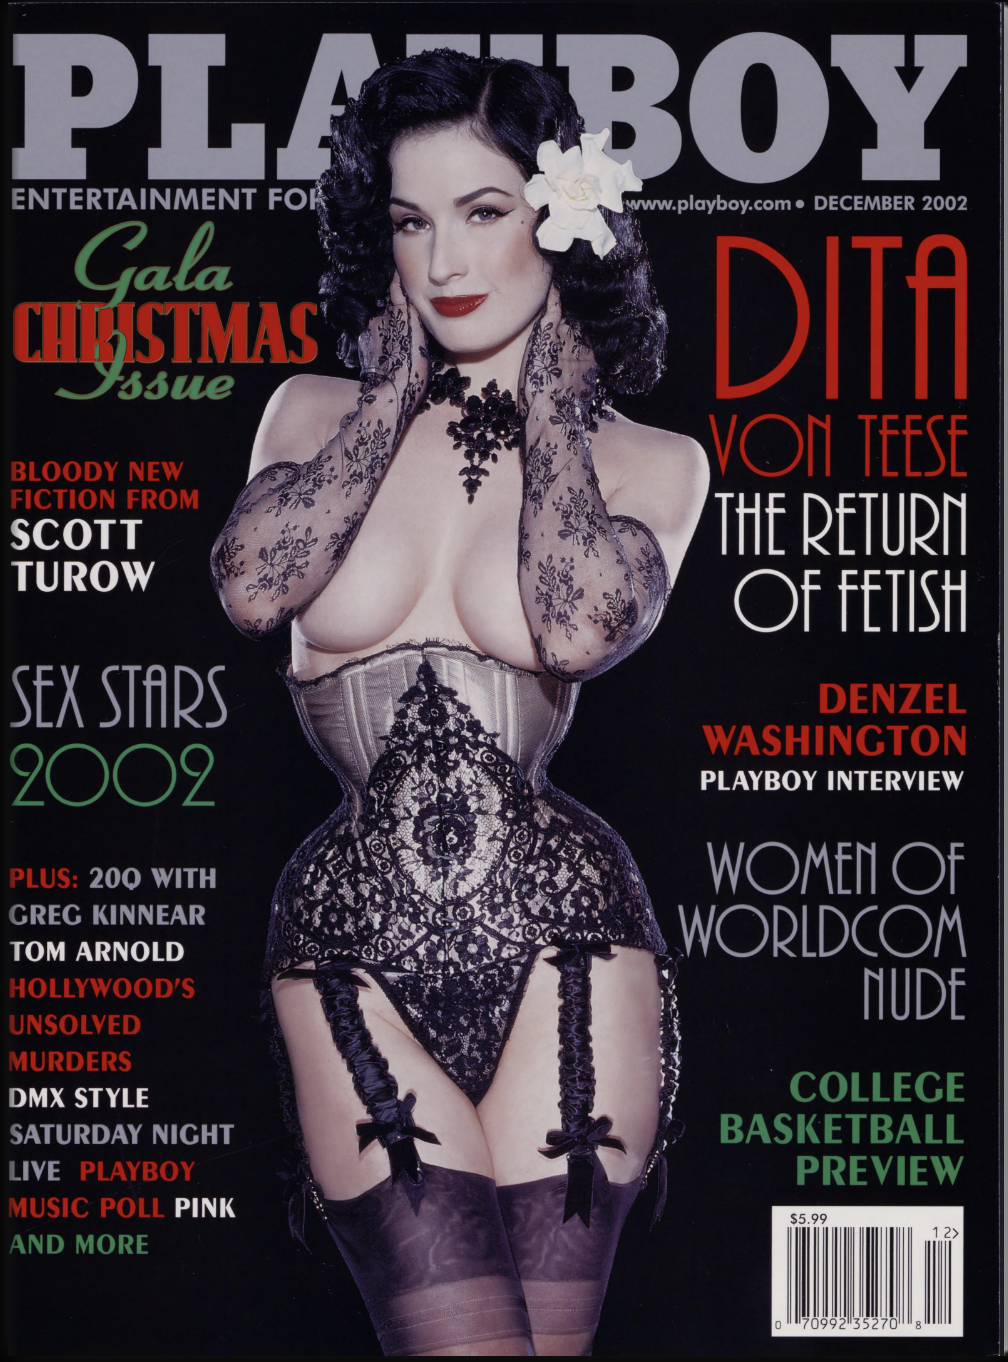 PLAYBOY
ENTERTAINMENT FOR
www.playboy.com • DECEMBER 2002
Gala
CHRISTMAS
Issue
BLOODY NEW
FICTION FROM
SCOTT
TUROW
SEX STARS
2002
PLUS: 20Q WITH
GREG KINNEAR
TOM ARNOLD
HOLLYWOOD'S
UNSOLVED
MURDERS
DMX STYLE
SATURDAY NIGHT
LIVE PLAYBOY
MUSIC POLL PINK
AND MORE
DITA
VON TEESE
THE RETURN
OF FETISH
DENZEL
WASHINGTON
PLAYBOY INTERVIEW
WOMEN OF
WORLDCOM
NUDE
COLLEGE
BASKETBALL
PREVIEW
$5.99
12>
0 70992 35270 8